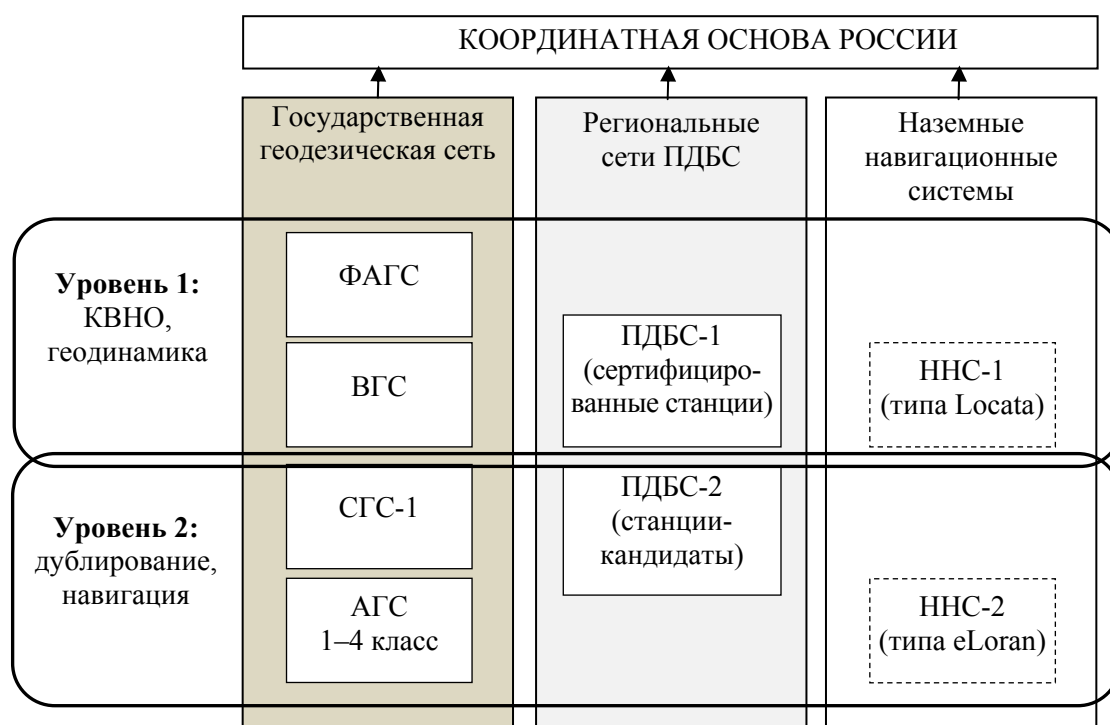 КООРДИНАТНАЯ ОСНОВА РОССИИ
Государственная
геодезическая сеть
Региональные
сети ПДБС
Наземные
навигационные
системы
Уровень 1:
КВНО,
геодинамика
ФАГС
ВГС
ПДБС-1
(сертифициро-
ванные станции)
ННС-1
(типа Locata)
Уровень 2:
дублирование,
навигация
СГС-1
АГС
1–4 класс
ПДБС-2
(станции-
кандидаты)
ННС-2
(типа eLoran)